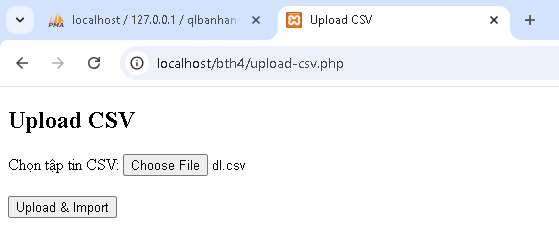 localhost / 127.0.0.1 / qlbanhan
Upload CSV
localhost/bth4/upload-csv.php
Upload CSV
Chọn tập tin CSV: Choose File dl.csv
Upload & Import